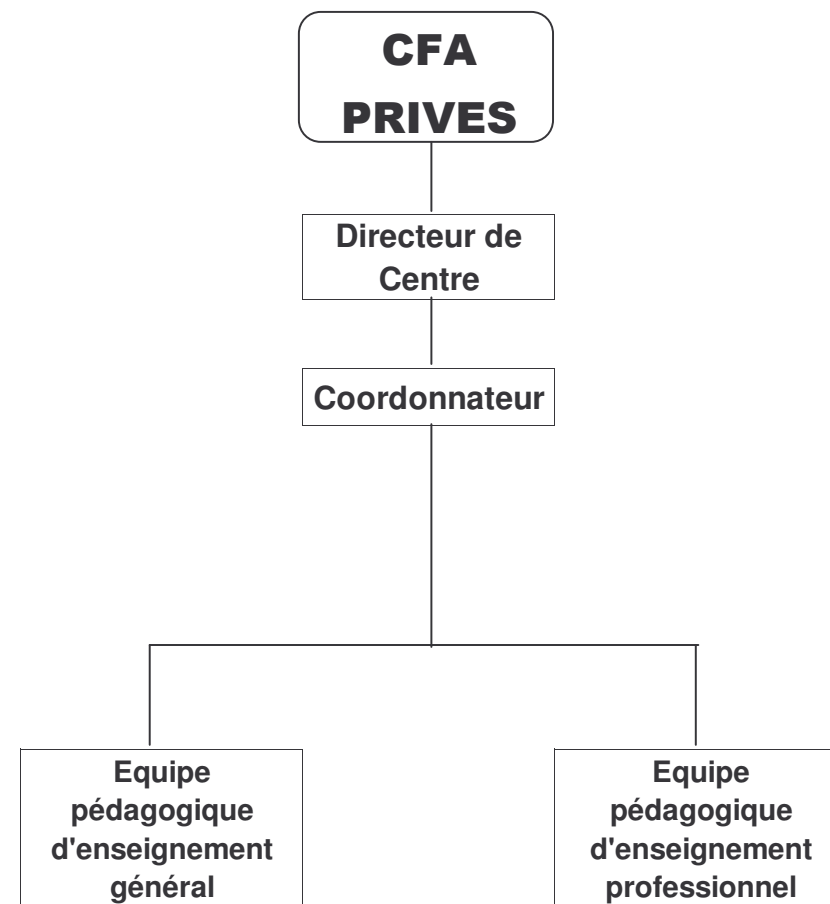 CFA
PRIVES
Directeur de
Centre
Coordonnateur
Equipe
pédagogique
d'enseignement
général
Equipe
pédagogique
d'enseignement
professionnel